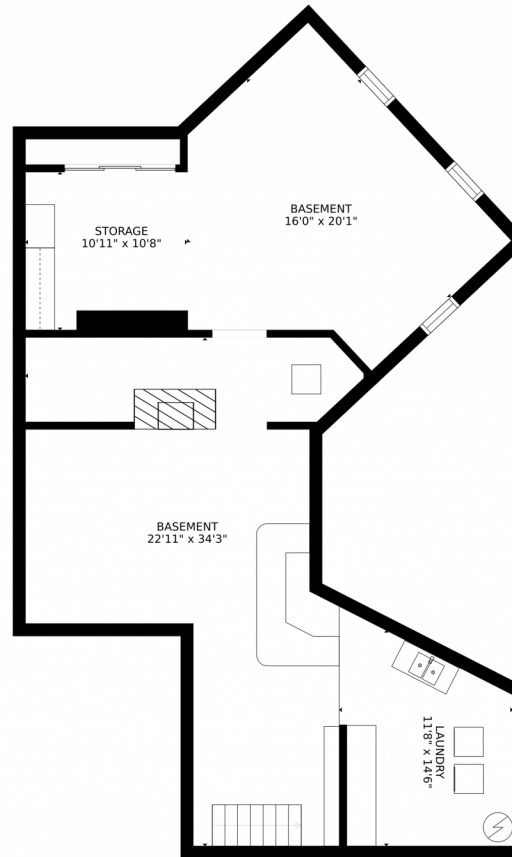 BASEMENT
16'0" x 20'1"
STORAGE
10'11" x 10'8"
BASEMENT
22'11" x 34'3"
LAUNDRY
11'8" x 14'6"